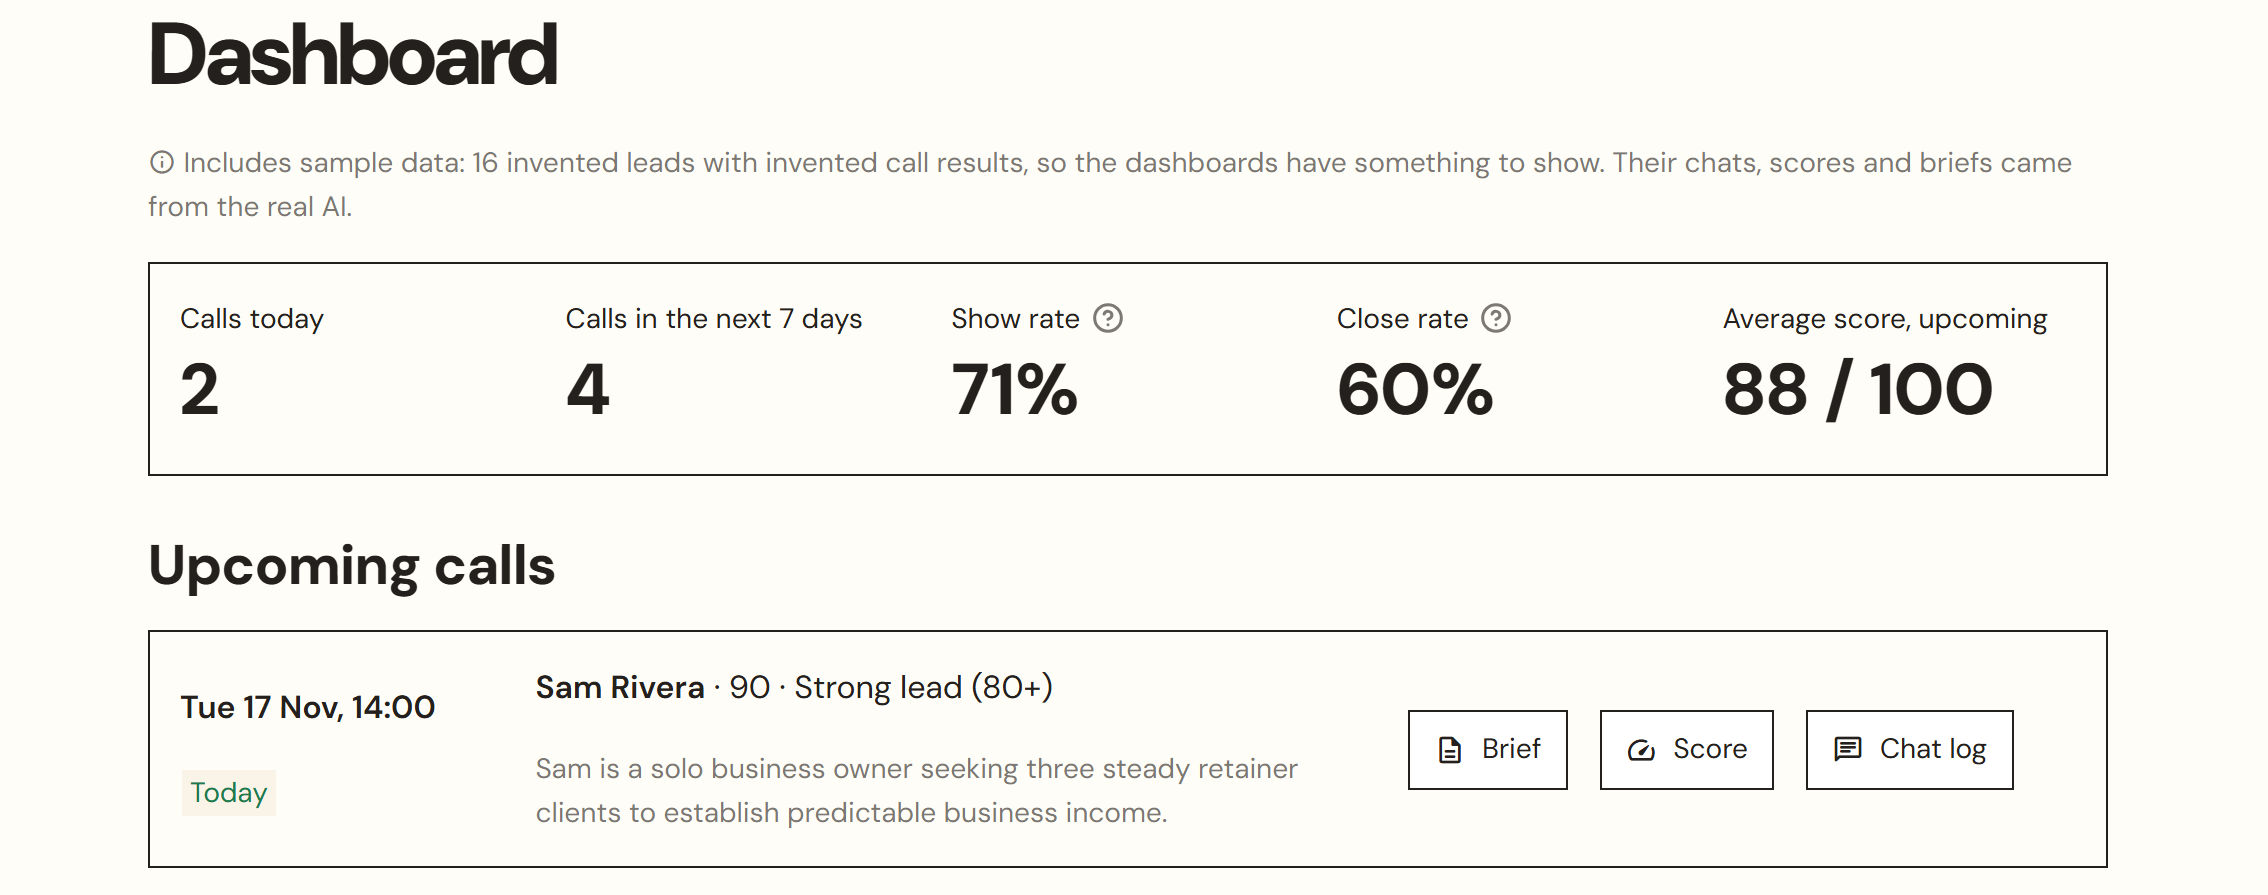 Dashboard
Includes sample data: 16 invented leads with invented call results, so the dashboards have something to show. Their chats, scores and briefs came
from the real AI.
Calls today
2
Calls in the next 7 days
4
Show rate
71%
Close rate
60%
Average score, upcoming
88 / 100
Upcoming calls
Tue 17 Nov, 14:00
Today
Sam Rivera · 90 · Strong lead (80+)
Sam is a solo business owner seeking three steady retainer
clients to establish predictable business income.
Brief
Score
Chat log